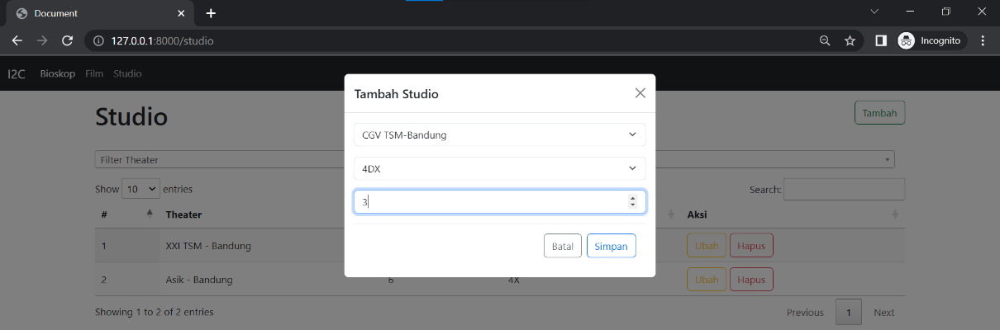 Document
127.0.0.1:8000/studio
Incognito
I2C Bioskop Film Studio
Tambah Studio
Studio
Tambah
CGV TSM-Bandung
Filter Theater
4DX
Show 10 entries
Search:
3
# Theater Aksi
1 XXI TSM - Bandung Ubah Hapus
Batal Simpan
2 Asik - Bandung 6 4X Ubah Hapus
Showing 1 to 2 of 2 entries
Previous 1 Next